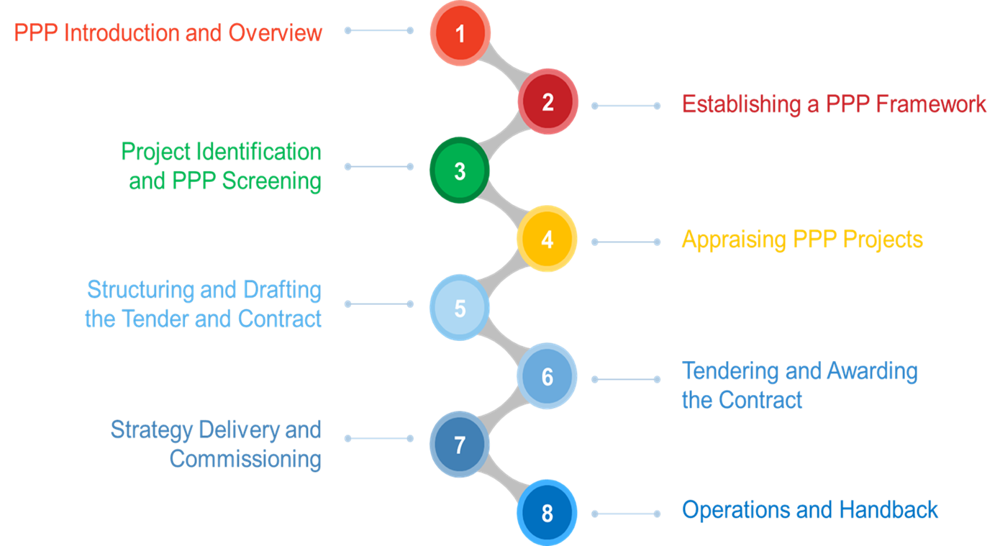 PPP Introduction and Overview
1
2
Establishing a PPP Framework
Project Identification
and PPP Screening
3
4
Appraising PPP Projects
Structuring and Drafting
the Tender and Contract
5
6
Tendering and Awarding
the Contract
Strategy Delivery and
Commissioning
7
8
Operations and Handback